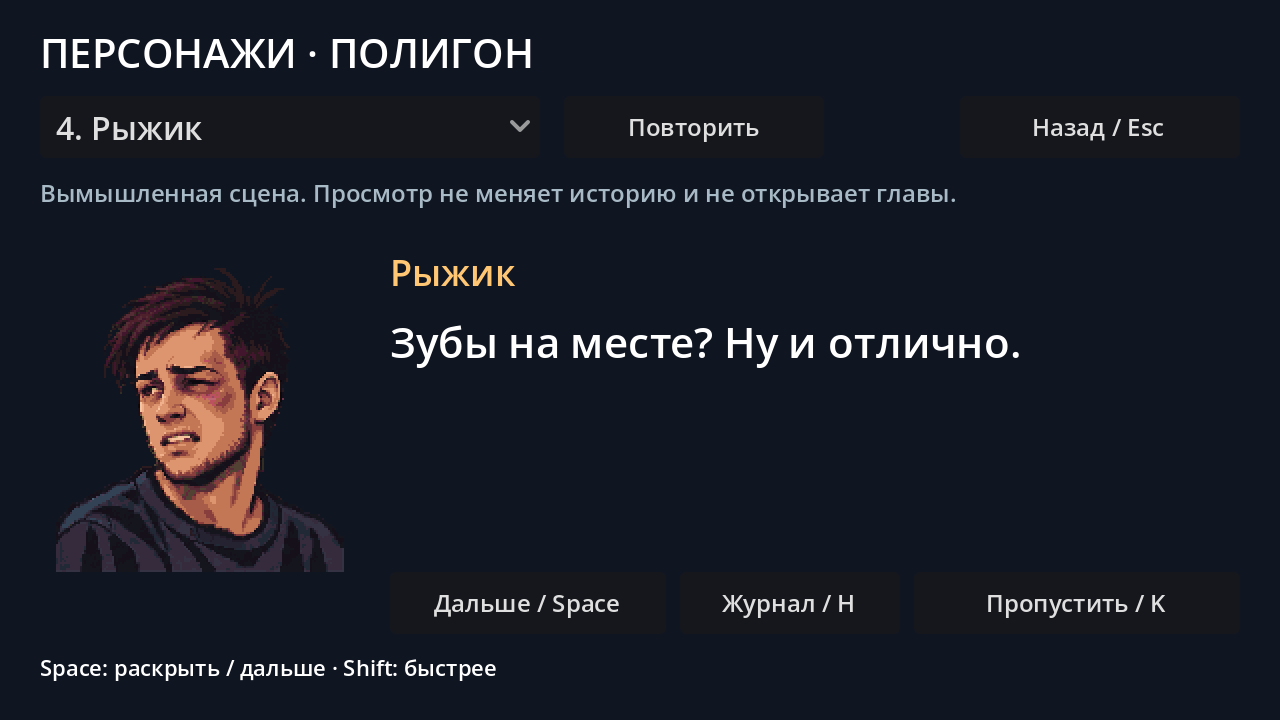 ПЕРСОНАЖИ · ПОЛИГОН
4. Рыжик
Повторить
Назад / Esc
Вымышленная сцена. Просмотр не меняет историю и не открывает главы.
Рыжик
Зубы на месте? Ну и отлично.
Дальше / Space
Журнал / H
Пропустить / K
Space: раскрыть / дальше · Shift: быстрее